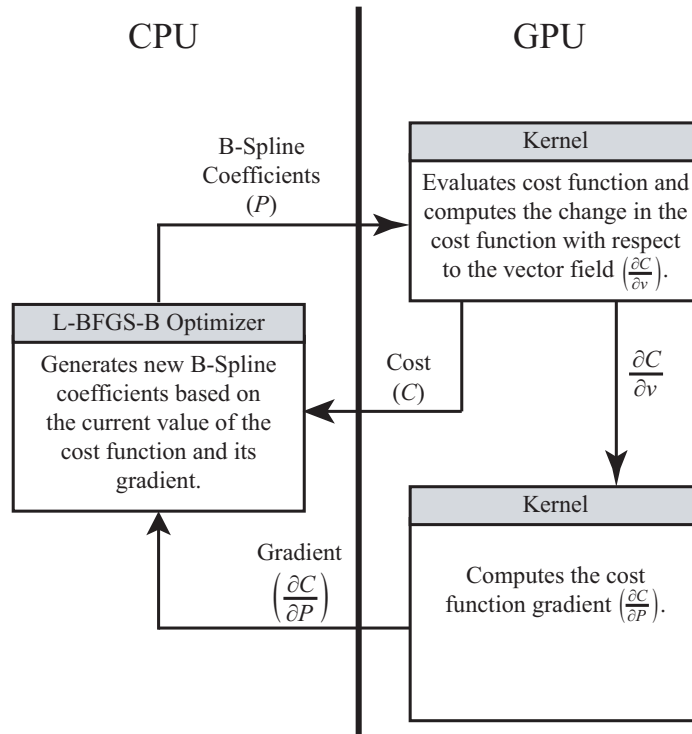 CPU
GPU
B-Spline
Coefficients
(P)
Kernel
Evaluates cost function and
computes the change in the
cost function with respect
to the vector field (∂C/∂v).
L-BFGS-B Optimizer
Generates new B-Spline
coefficients based on
the current value of the
cost function and its
gradient.
Cost
(C)
∂C/∂v
Kernel
Computes the cost
function gradient (∂C/∂P).
Gradient
(∂C/∂P)